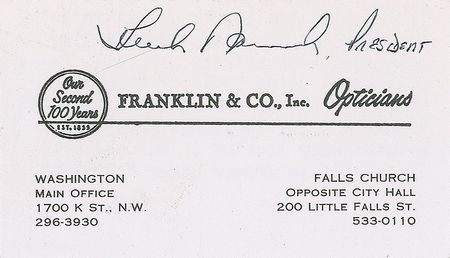 PRESIDENT
Our
Second
100 Years
EST. 1859
FRANKLIN & CO., Inc. Opticians
WASHINGTON
MAIN OFFICE
1700 K ST., N.W.
296-3930
FALLS CHURCH
OPPOSITE CITY HALL
200 LITTLE FALLS ST.
533-0110